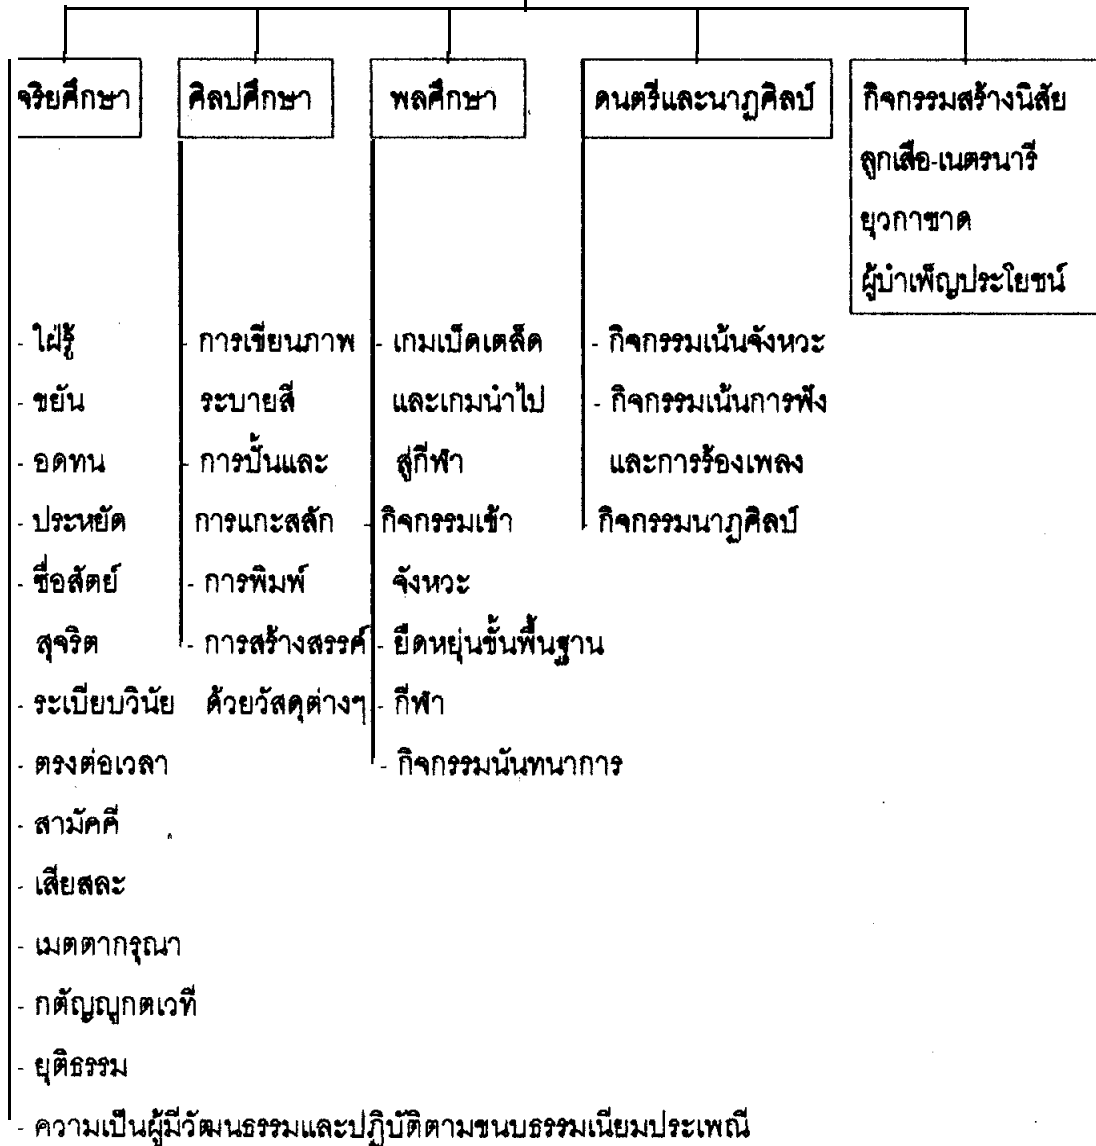 จริยศึกษา
- ใฝ่รู้
- ขยัน
- อดทน
- ประหยัด
- ซื่อสัตย์
สุจริต
- ระเบียบวินัย
- ตรงต่อเวลา
- สามัคคี
- เสียสละ
- เมตตากรุณา
- กตัญญูกตเวที
- ยุติธรรม
- ความเป็นผู้มีวัฒนธรรมและปฏิบัติตามขนบธรรมเนียมประเพณี
ศิลปศึกษา
- การเขียนภาพ
ระบายสี
- การปั้นและ
การแกะสลัก
- การพิมพ์
- การสร้างสรรค์
ด้วยวัสดุต่างๆ
พลศึกษา
- เกมเบ็ดเตล็ด
และเกมนำไป
สู่กีฬา
- กิจกรรมเข้า
จังหวะ
- ยืดหยุ่นขั้นพื้นฐาน
- กีฬา
- กิจกรรมนันทนาการ
ดนตรีและนาฏศิลป์
- กิจกรรมเน้นจังหวะ
- กิจกรรมเน้นการฟัง
และการร้องเพลง
- กิจกรรมนาฏศิลป์
กิจกรรมสร้างนิสัย
ลูกเสือ-เนตรนารี
ยุวกาชาด
ผู้บำเพ็ญประโยชน์